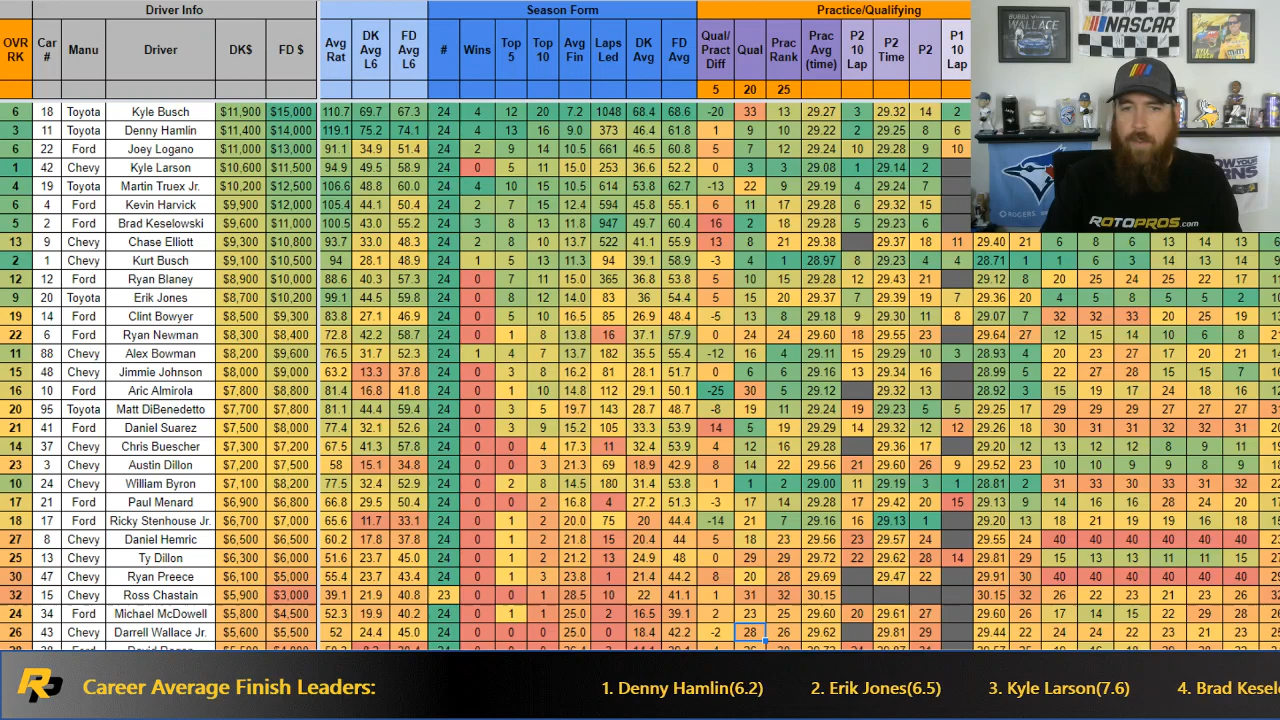 Driver Info Season Form Practice/Qualifying
OVR RK Car # Manu Driver DK$ FD $ Avg Rat DK Avg L6 FD Avg L6 # Wins Top 5 Top 10 Avg Fin Laps Led DK Avg FD Avg Qual/ Pract Diff Qual Prac Rank Prac Avg (time) P2 10 Lap P2 Time P2 P1 10 Lap
5 20 25
6 18 Toyota Kyle Busch $11,900 $15,000 110.7 69.7 67.3 24 4 12 20 7.2 1048 68.4 68.6 -20 33 13 29.27 3 29.32 14 2
3 11 Toyota Denny Hamlin $11,400 $14,000 119.1 75.2 74.1 24 4 13 16 9.0 373 46.4 61.8 1 9 10 29.22 2 29.25 8 6
6 22 Ford Joey Logano $11,000 $13,000 91.1 34.9 51.4 24 2 9 14 10.5 661 46.5 60.8 5 7 12 29.24 10 29.28 9 10
1 42 Chevy Kyle Larson $10,600 $11,500 94.9 49.5 58.9 24 0 5 11 15.0 253 36.6 52.2 0 3 3 29.08 1 29.14 2
4 19 Toyota Martin Truex Jr. $10,200 $12,500 106.6 48.8 60.0 24 4 10 15 10.5 614 53.8 62.7 -13 22 9 29.19 4 29.24 7
6 4 Ford Kevin Harvick $9,900 $12,000 105.4 44.1 50.4 24 2 7 15 12.4 594 45.8 55.1 6 11 17 29.28 6 29.32 15
5 2 Ford Brad Keselowski $9,600 $11,000 100.5 43.0 55.2 24 3 8 13 11.8 947 49.7 60.4 16 2 18 29.28 5 29.23 6
13 9 Chevy Chase Elliott $9,300 $10,800 93.7 33.0 48.3 24 2 8 10 13.7 522 41.1 55.9 13 8 21 29.38 29.37 18 11 29.40 21 6 8 6 13 14 13 6
2 1 Chevy Kurt Busch $9,100 $10,500 94 28.1 48.9 24 1 5 13 11.3 94 39.1 58.9 -3 4 1 28.97 8 29.23 4 4 28.71 1 1 6 3 14 13 14
12 12 Ford Ryan Blaney $8,900 $10,300 88.6 40.3 57.3 24 0 7 11 15.0 365 36.8 53.8 5 10 15 29.28 12 29.43 21 29.12 8 20 25 24 25 22 17
9 20 Toyota Erik Jones $8,700 $10,200 99.1 44.5 59.8 24 0 8 12 14.0 83 36 54.4 5 15 20 29.37 7 29.39 19 7 29.36 20 4 5 8 5 5 2
19 14 Ford Clint Bowyer $8,500 $9,300 83.8 27.1 46.9 24 0 5 10 16.5 85 26.9 48.4 -5 13 8 29.18 9 29.30 11 8 29.07 7 32 32 33 20 25 19
22 6 Ford Ryan Newman $8,300 $8,400 72.8 42.2 58.7 24 0 1 8 13.8 16 37.1 57.9 0 24 24 29.60 18 29.55 23 29.64 27 12 15 14 10 6 8
11 88 Chevy Alex Bowman $8,200 $9,600 76.5 31.7 52.3 24 1 4 7 13.7 182 35.5 55.4 -12 16 4 29.11 15 29.29 10 3 28.93 4 20 23 27 17 20 21
15 48 Chevy Jimmie Johnson $8,000 $9,000 63.2 13.3 37.8 24 0 3 8 16.2 81 28.1 51.7 0 6 6 29.16 13 29.34 16 28.99 5 22 27 28 15 15 7
16 10 Ford Aric Almirola $7,800 $8,800 81.4 16.8 41.8 24 0 1 10 14.8 112 29.1 50.1 -25 30 5 29.12 29.32 13 28.92 3 15 19 17 24 18 16
20 95 Toyota Matt DiBenedetto $7,700 $7,800 81.1 44.4 59.4 24 0 3 5 19.7 143 28.7 48.7 -8 19 11 29.24 19 29.23 5 5 29.25 17 29 29 27 29 27 27
21 41 Ford Daniel Suarez $7,500 $8,000 77.4 32.1 52.6 24 0 3 9 15.2 105 33.3 53.9 14 5 19 29.29 14 29.32 12 12 29.26 18 30 31 30 32 32 31
14 37 Chevy Chris Buescher $7,300 $7,200 67.5 41.3 57.8 24 0 0 4 17.3 11 32.4 53.9 4 12 16 29.28 29.36 17 29.20 12 13 12 12 8 9 11
23 3 Chevy Austin Dillon $7,200 $7,500 58 15.1 34.8 24 0 0 3 21.3 69 18.9 42.9 8 14 22 29.56 21 29.60 26 9 29.52 23 10 10 9 9 8 9
10 24 Chevy William Byron $7,100 $8,200 77.5 32.4 52.9 24 0 2 8 14.5 180 31.4 53.8 1 1 2 29.00 11 29.19 3 1 28.81 2 31 33 30 33 31 32
17 21 Ford Paul Menard $6,900 $6,800 66.8 29.5 50.4 24 0 0 2 16.8 4 27.2 51.3 -3 17 14 29.28 17 29.42 20 15 29.13 9 14 16 16 28 24 20
18 17 Ford Ricky Stenhouse Jr. $6,700 $7,000 65.6 11.7 33.1 24 0 1 2 20.0 75 20 44.4 -14 21 7 29.16 16 29.13 1 29.20 13 18 21 19 19 16 18
27 8 Chevy Daniel Hemric $6,500 $6,200 60.2 17.8 37.8 24 0 1 2 21.8 15 20.4 44 5 18 23 29.56 23 29.57 24 29.55 24 40 40 40 40 40 40
25 13 Chevy Ty Dillon $6,300 $6,000 51.6 23.7 45.0 24 0 1 2 21.2 13 24.9 48 0 29 29 29.72 22 29.62 28 14 29.81 29 15 13 13 11 11 15
30 47 Chevy Ryan Preece $6,100 $5,000 55.4 23.7 43.4 24 0 1 3 23.8 1 21.4 44.2 8 20 28 29.69 29.47 22 29.91 30 40 40 40 40 40 40
32 15 Chevy Ross Chastain $5,900 $3,000 39.1 21.9 40.8 23 0 0 1 28.5 10 22 41.1 1 31 32 30.15 30.15 32 26 22 23 27 28 26
24 34 Ford Michael McDowell $5,800 $4,500 52.3 19.9 40.2 24 0 1 1 25.0 2 16.5 39.1 2 23 25 29.60 20 29.61 27 29.60 26 17 14 15 22 29 28
26 43 Chevy Darrell Wallace Jr. $5,600 $5,500 52 24.4 45.0 24 0 0 0 25.0 0 18.4 42.2 -2 28 26 29.62 29.81 29 29.44 22 24 24 22 23 21 23
NASCAR
BUBBA WALLACE
ROTOPROS.com
RP Career Average Finish Leaders: 1. Denny Hamlin(6.2) 2. Erik Jones(6.5) 3. Kyle Larson(7.6) 4. Brad Kesel